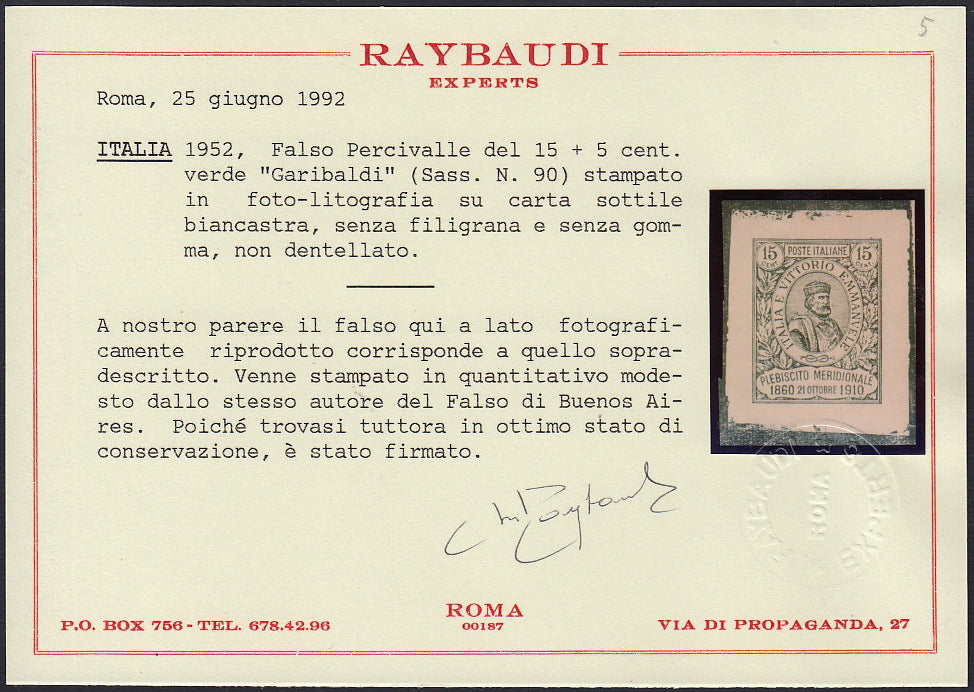 5
RAYBAUDI
EXPERTS
Roma, 25 giugno 1992
ITALIA 1952, Falso Percivalle del 15 + 5 cent.
verde "Garibaldi" (Sass. N. 90) stampato
in foto-litografia su carta sottile
biancastra, senza filigrana e senza gom-
ma, non dentellato.
A nostro parere il falso qui a lato fotografi-
camente riprodotto corrisponde a quello sopra-
descritto. Venne stampato in quantitativo mode-
sto dallo stesso autore del Falso di Buenos Ai-
res. Poiché trovasi tuttora in ottimo stato di
conservazione, è stato firmato.
15 CENT POSTE ITALIANE 15 CENT
ITALIA E VITTORIO EMMANUELE
PLEBISCITO MERIDIONALE
1860 21 OTTOBRE 1910
RAYBAUDI EXPERTS
ROMA
ROMA
00187
P.O. BOX 756 - TEL. 678.42.96
VIA DI PROPAGANDA, 27